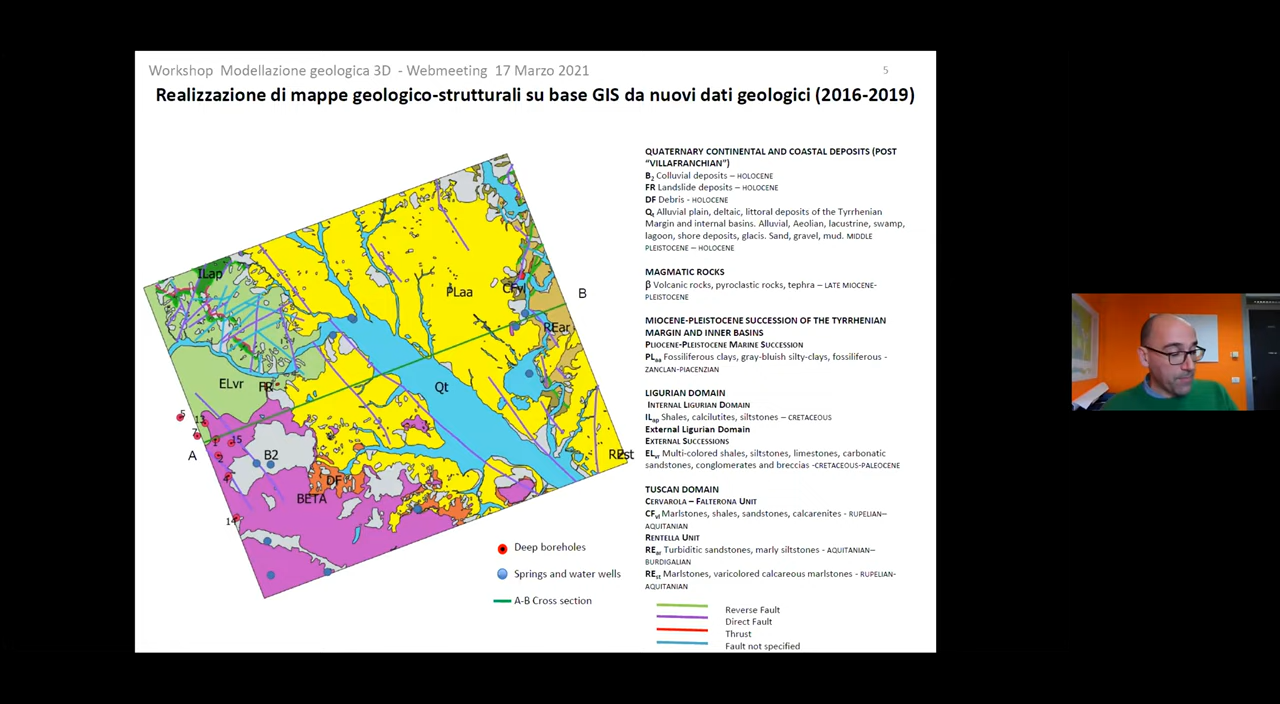 Workshop Modellazione geologica 3D - Webmeeting 17 Marzo 2021
5
Realizzazione di mappe geologico-strutturali su base GIS da nuovi dati geologici (2016-2019)
QUATERNARY CONTINENTAL AND COASTAL DEPOSITS (POST
"VILLAFRANCHIAN")
B2 Colluvial deposits – HOLOCENE
FR Landslide deposits – HOLOCENE
DF Debris - HOLOCENE
Qt Alluvial plain, deltaic, littoral deposits of the Tyrrhenian
Margin and internal basins. Alluvial, Aeolian, lacustrine, swamp,
lagoon, shore deposits, glacis. Sand, gravel, mud. MIDDLE
PLEISTOCENE – HOLOCENE
MAGMATIC ROCKS
β Volcanic rocks, pyroclastic rocks, tephra – LATE MIOCENE-
PLEISTOCENE
MIOCENE-PLEISTOCENE SUCCESSION OF THE TYRRHENIAN
MARGIN AND INNER BASINS
PLIOCENE-PLEISTOCENE MARINE SUCCESSION
PLaa Fossiliferous clays, gray-bluish silty-clays, fossiliferous -
ZANCLAN-PIACENZIAN
LIGURIAN DOMAIN
INTERNAL LIGURIAN DOMAIN
ILap Shales, calcilutites, siltstones – CRETACEOUS
External Ligurian Domain
EXTERNAL SUCCESSIONS
ELvr Multi-colored shales, siltstones, limestones, carbonatic
sandstones, conglomerates and breccias -CRETACEOUS-PALEOCENE
TUSCAN DOMAIN
CERVAROLA – FALTERONA UNIT
CFvl Marlstones, shales, sandstones, calcarenites - RUPELIAN–
AQUITANIAN
RENTELLA UNIT
REar Turbiditic sandstones, marly siltstones - AQUITANIAN–
BURDIGALIAN
REst Marlstones, varicolored calcareous marlstones - RUPELIAN-
AQUITANIAN
Reverse Fault
Direct Fault
Thrust
Fault not specified
ILap
PLaa
CFvl
B
REar
ELvr
FR
Qt
5
13
7
1
15
A
2
B2
4
DF
BETA
14
Deep boreholes
Springs and water wells
A-B Cross section